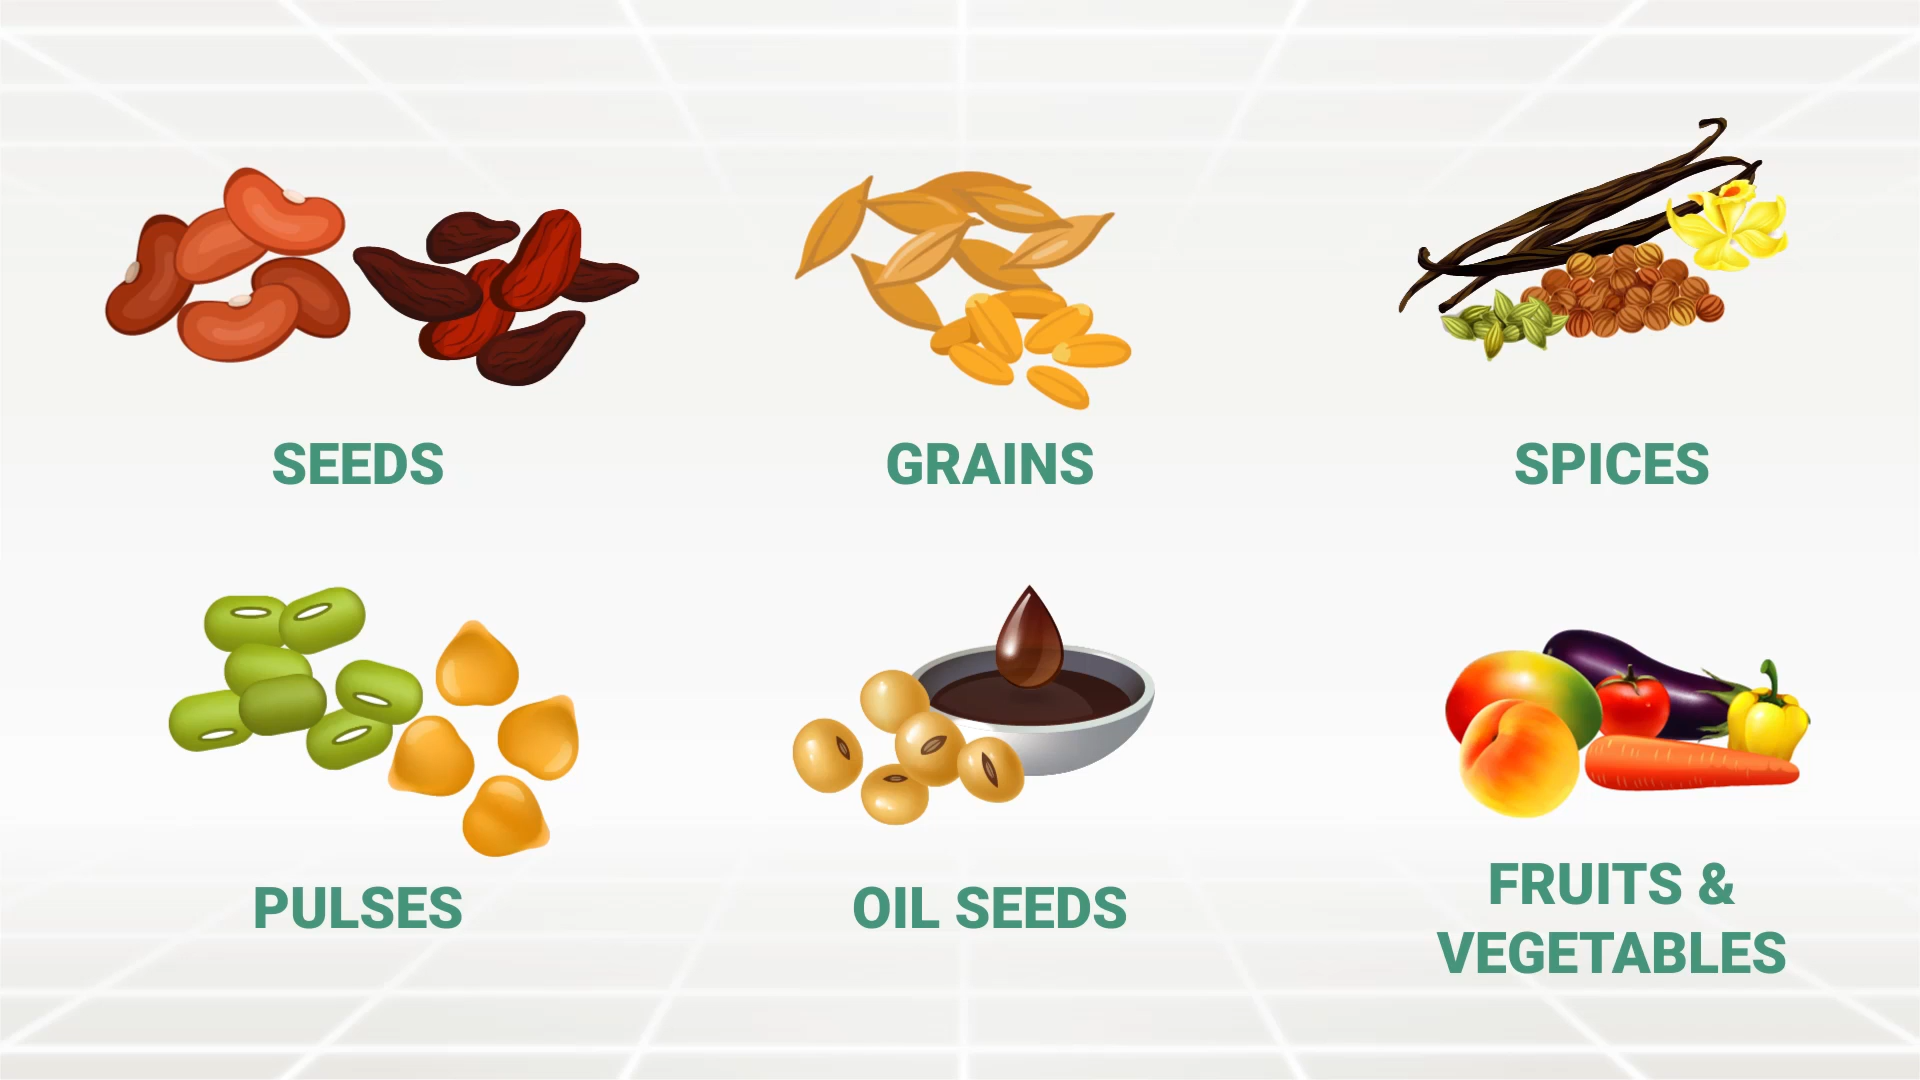 SEEDS
GRAINS
SPICES
PULSES
OIL SEEDS
FRUITS &
VEGETABLES